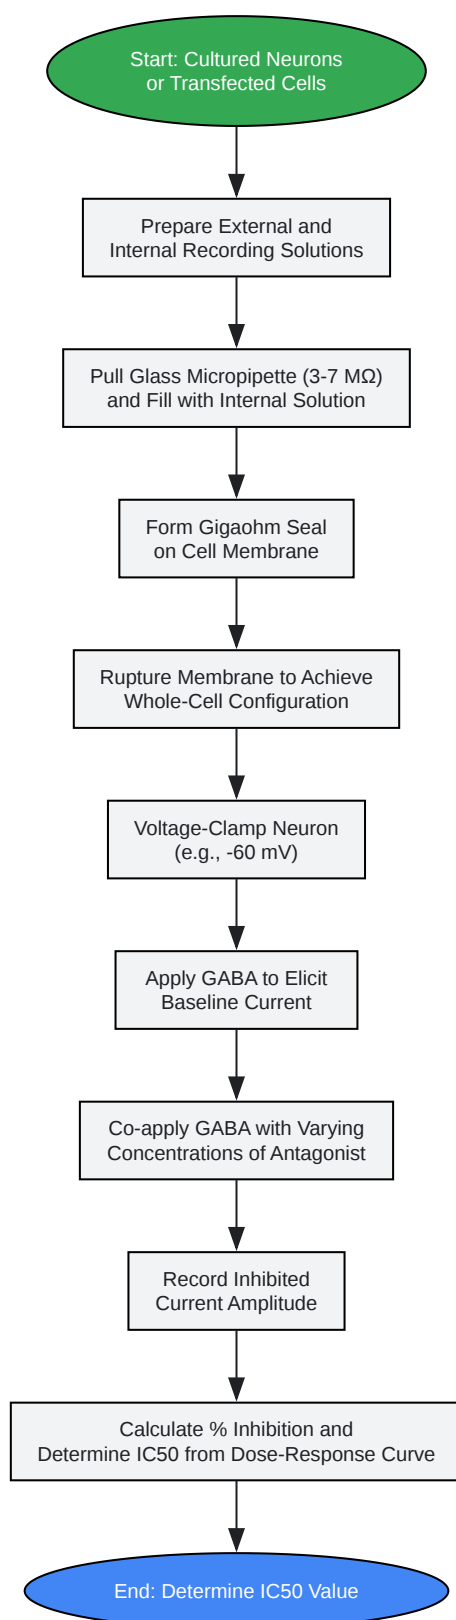 Start: Cultured Neurons
or Transfected Cells
Prepare External and
Internal Recording Solutions
Pull Glass Micropipette (3-7 MΩ)
and Fill with Internal Solution
Form Gigaohm Seal
on Cell Membrane
Rupture Membrane to Achieve
Whole-Cell Configuration
Voltage-Clamp Neuron
(e.g., -60 mV)
Apply GABA to Elicit
Baseline Current
Co-apply GABA with Varying
Concentrations of Antagonist
Record Inhibited
Current Amplitude
Calculate % Inhibition and
Determine IC50 from Dose-Response Curve
End: Determine IC50 Value